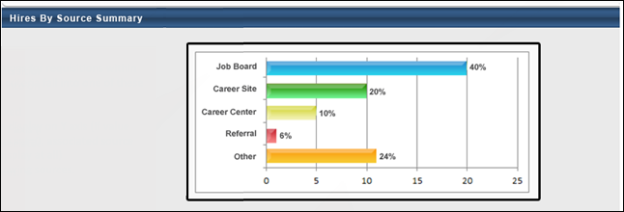 Hires By Source Summary
Job Board 40%
Career Site 20%
Career Center 10%
Referral 6%
Other 24%
0 5 10 15 20 25